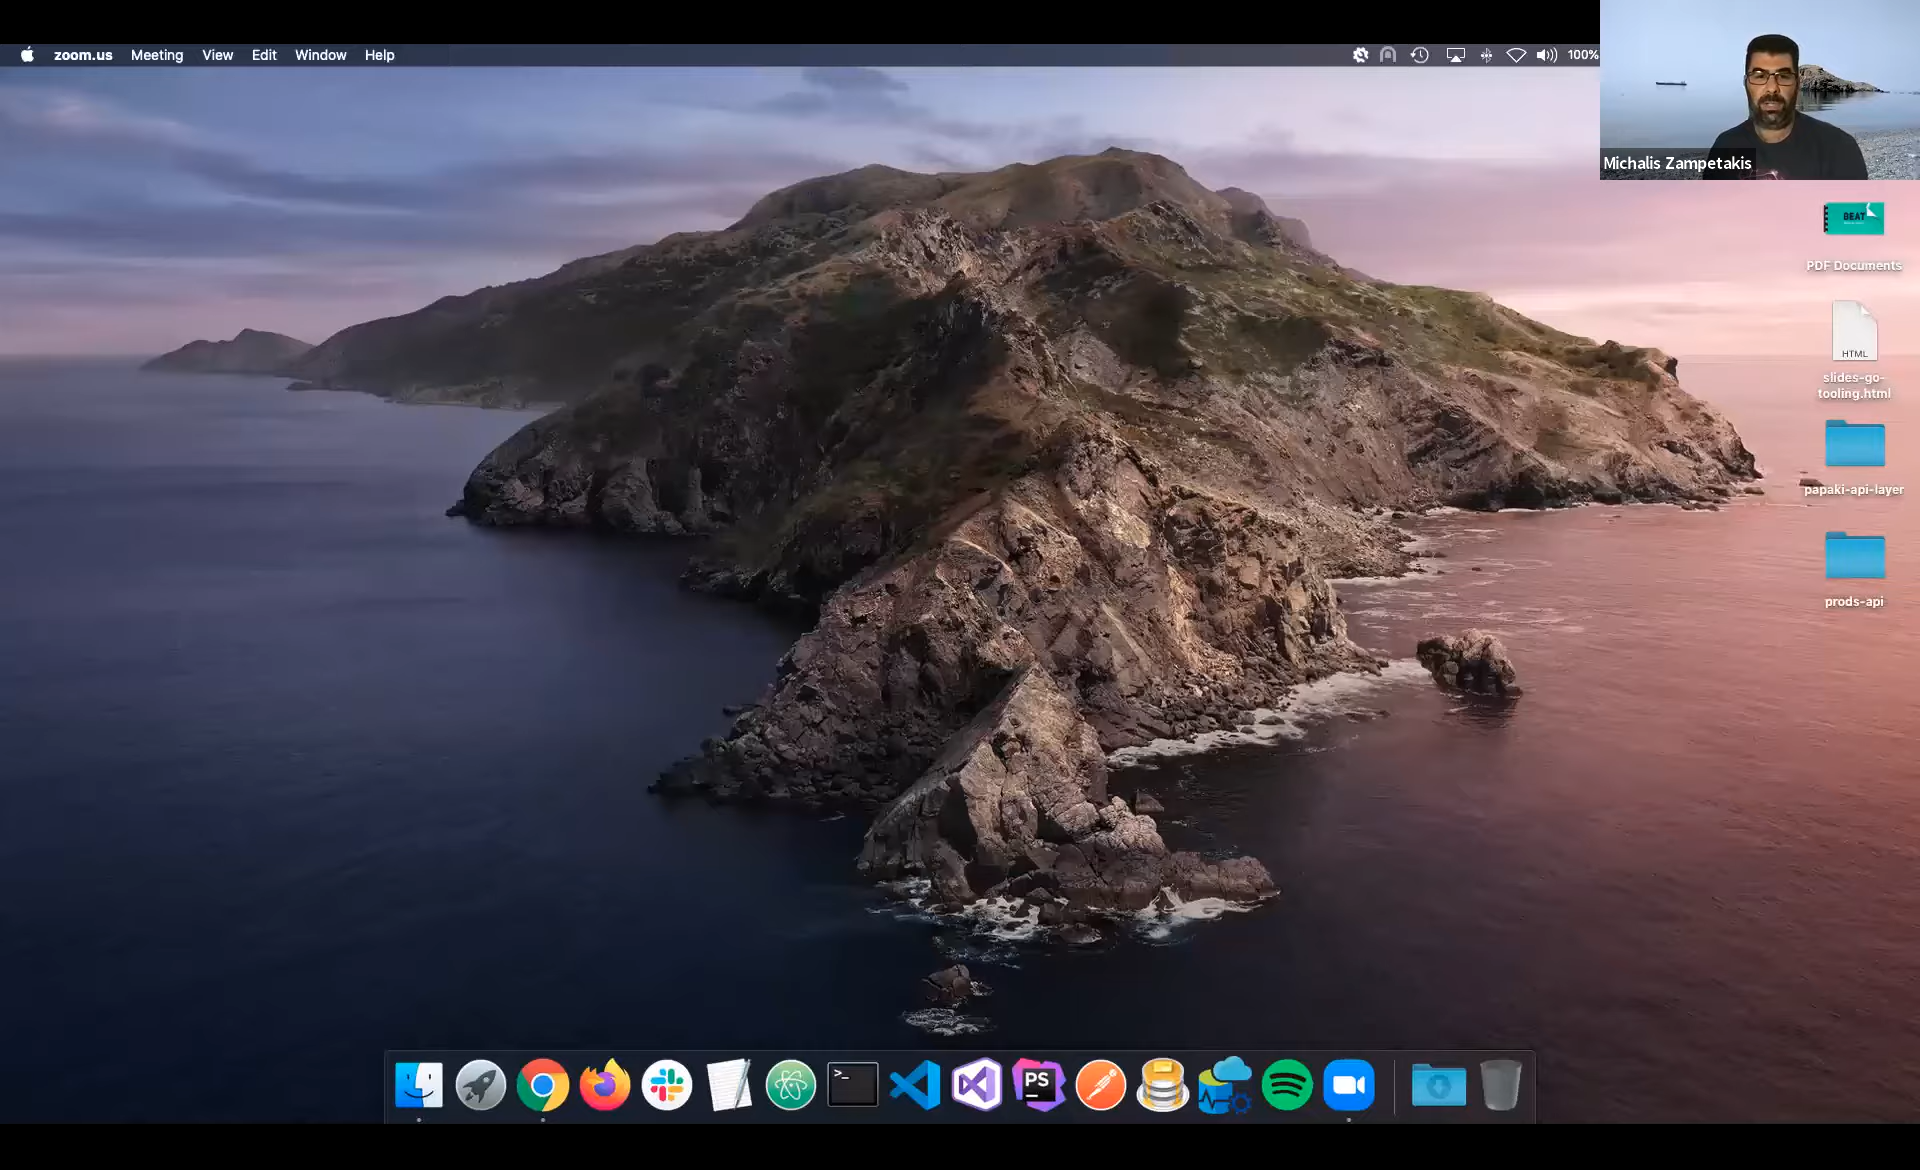 zoom.us Meeting View Edit Window Help
100%
Michalis Zampetakis
BEAT
PDF Documents
HTML
slides-go-
tooling.html
papaki-api-layer
prods-api
>_
PS